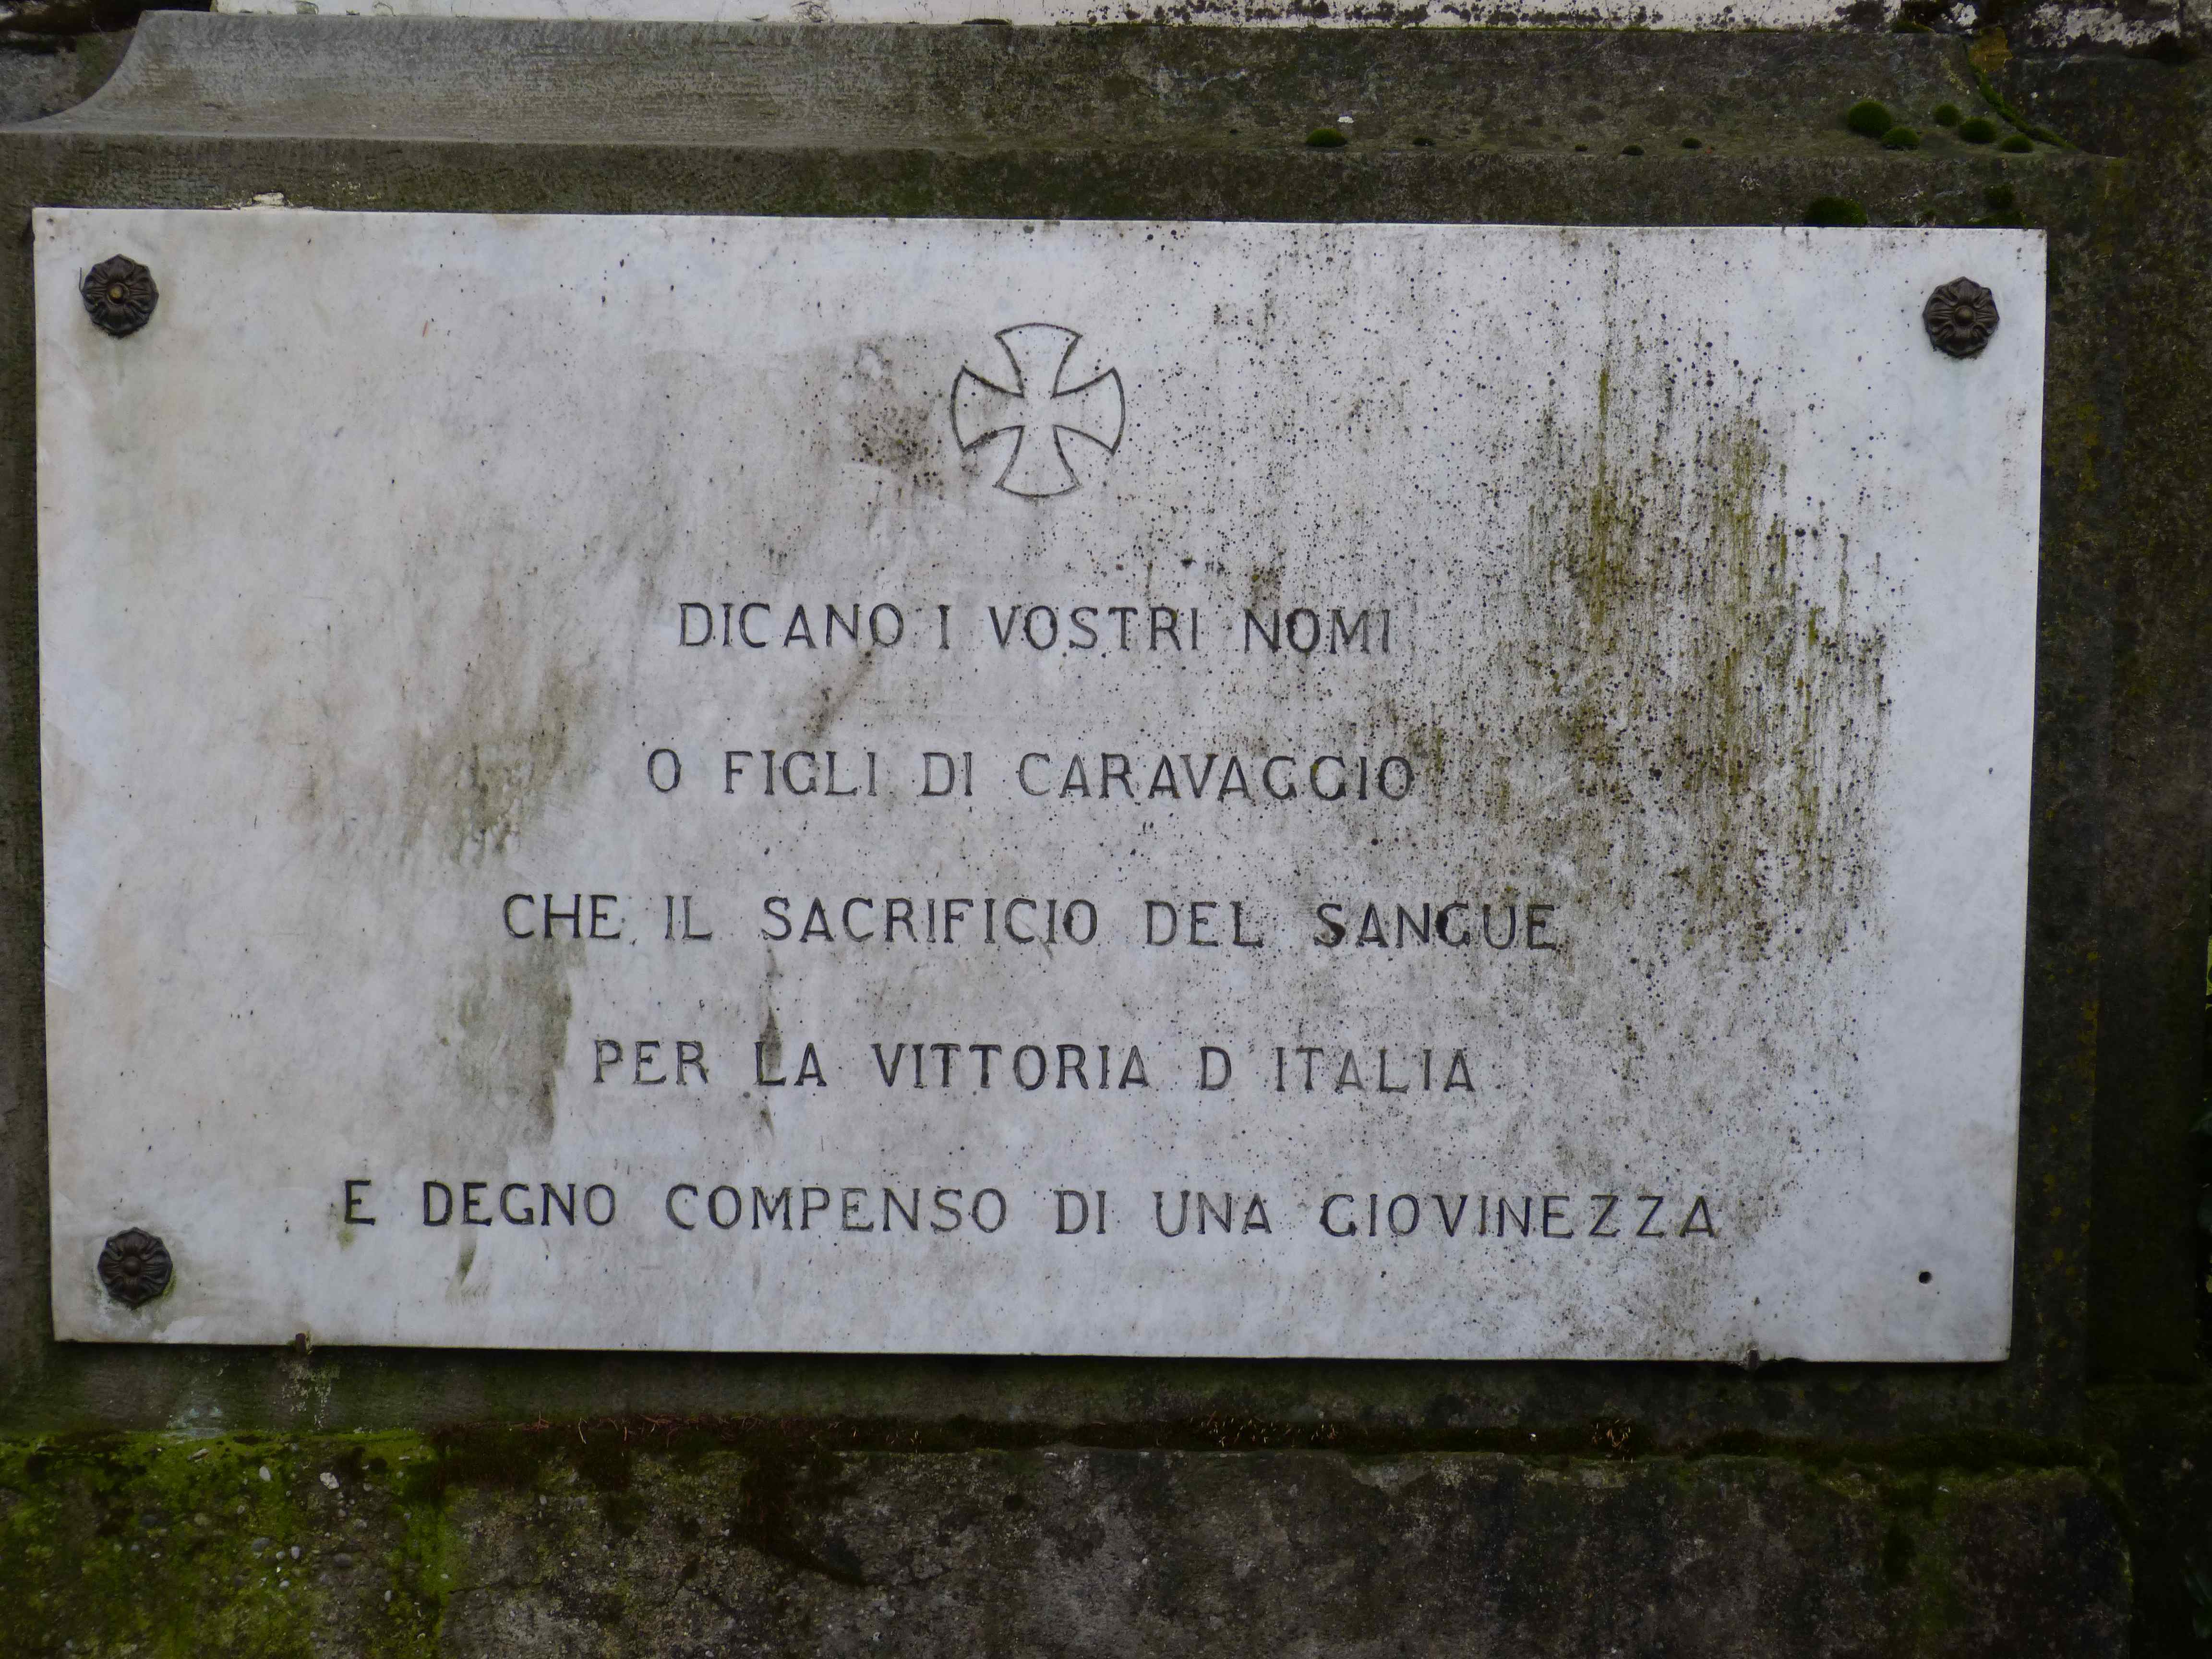 DICANO I VOSTRI NOMI
O FIGLI DI CARAVAGGIO
CHE IL SACRIFICIO DEL SANGUE
PER LA VITTORIA D'ITALIA
E DEGNO COMPENSO DI UNA GIOVINEZZA